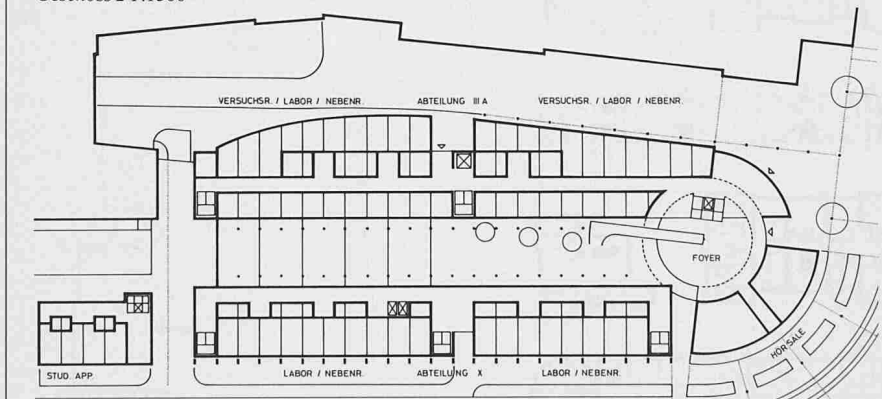 VERSUCHSR. / LABOR / NEBENR. ABTEILUNG III A VERSUCHSR. / LABOR / NEBENR.
FOYER
HÖRSÄLE
STUD. APP. LABOR / NEBENR. ABTEILUNG X LABOR / NEBENR.